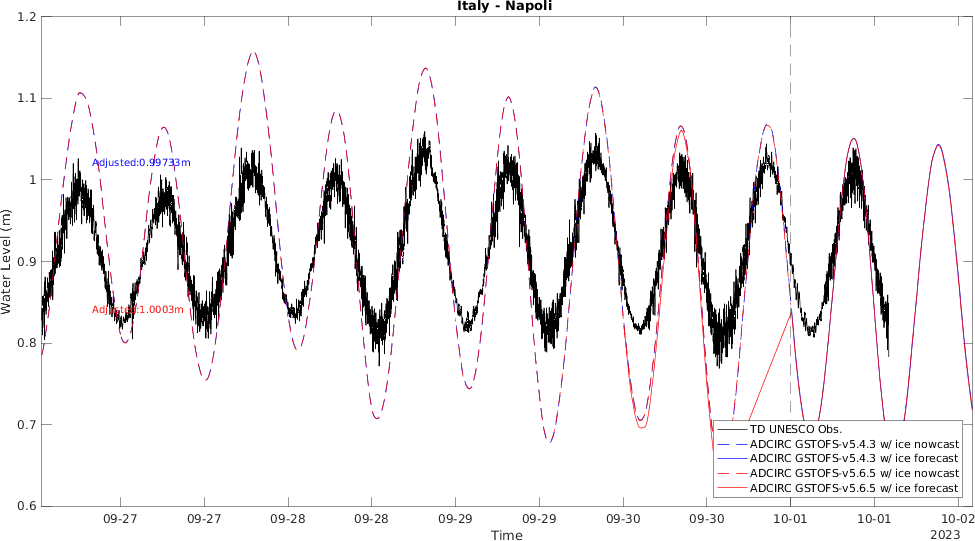 Italy - Napoli
1.2
1.1
1
0.9
0.8
0.7
0.6
Water Level (m)
Adjusted:0.99733m
Adjusted:1.0003m
TD UNESCO Obs.
ADCIRC GSTOFS-v5.4.3 w/ ice nowcast
ADCIRC GSTOFS-v5.4.3 w/ ice forecast
ADCIRC GSTOFS-v5.6.5 w/ ice nowcast
ADCIRC GSTOFS-v5.6.5 w/ ice forecast
09-27 09-27 09-28 09-28 09-29 09-29 09-30 09-30 10-01 10-01 10-02
Time
2023